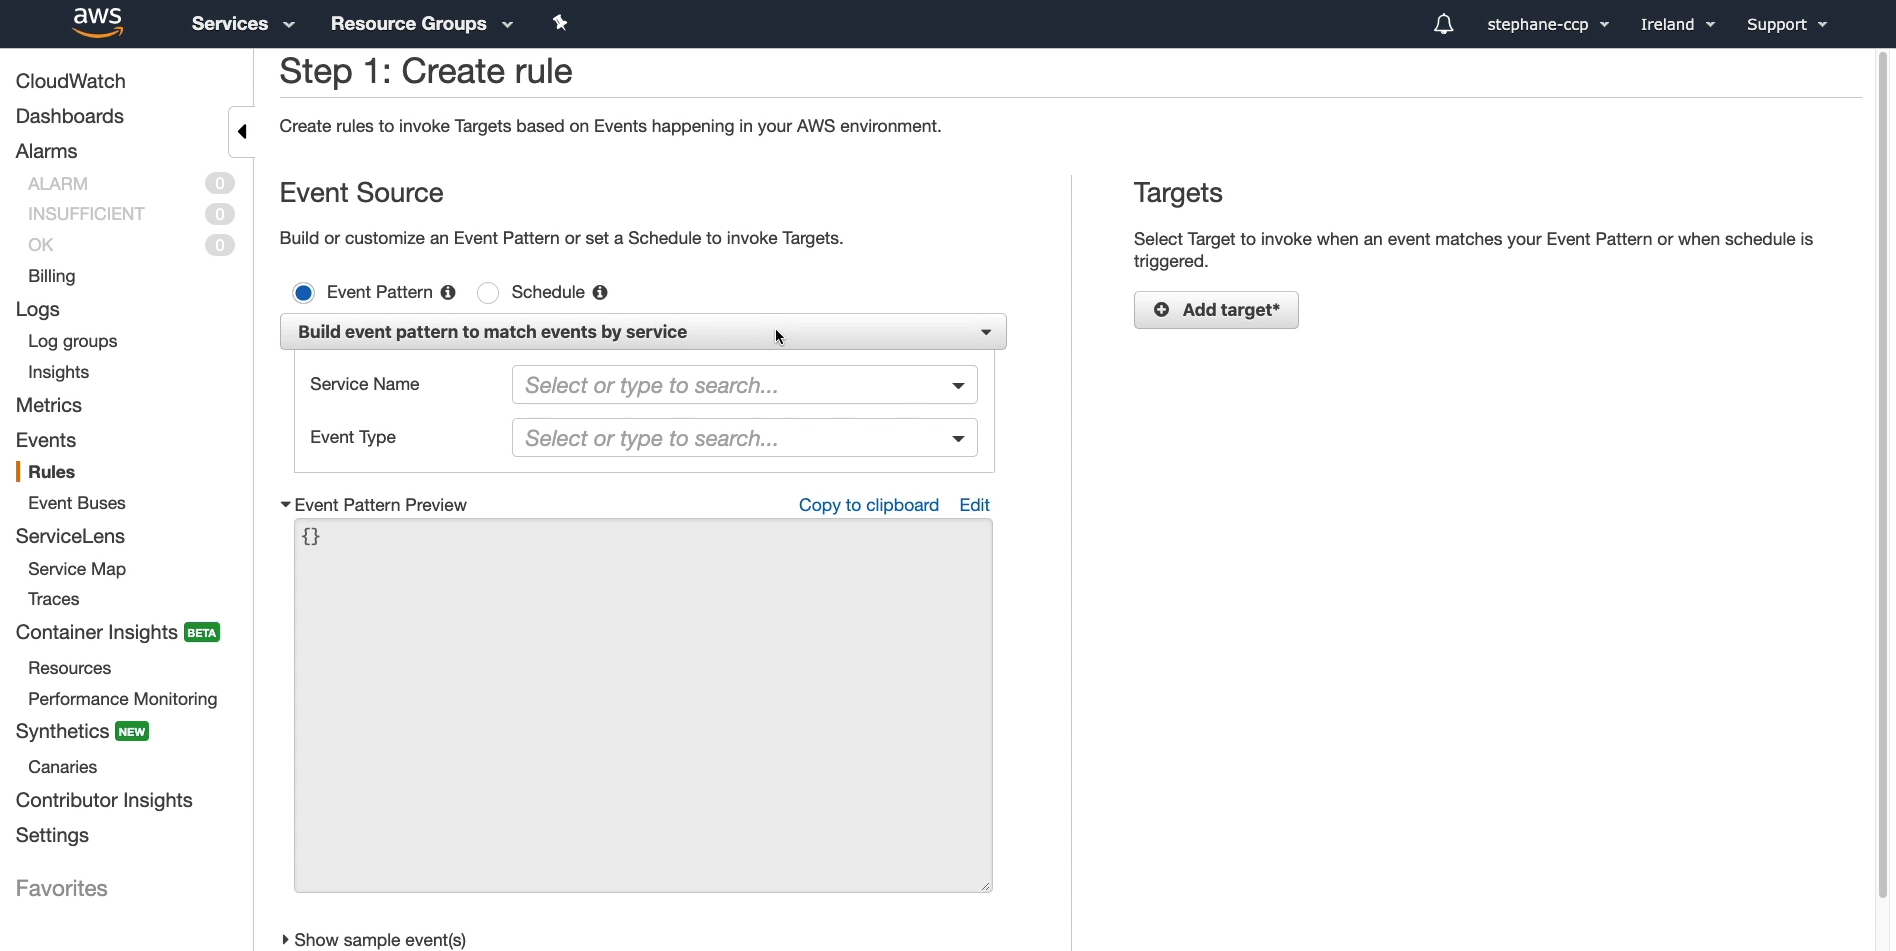 aws
Services
Resource Groups
stephane-ccp
Ireland
Support
CloudWatch
Dashboards
Alarms
ALARM 0
INSUFFICIENT 0
OK 0
Billing
Logs
Log groups
Insights
Metrics
Events
Rules
Event Buses
ServiceLens
Service Map
Traces
Container Insights BETA
Resources
Performance Monitoring
Synthetics NEW
Canaries
Contributor Insights
Settings
Favorites
Step 1: Create rule
Create rules to invoke Targets based on Events happening in your AWS environment.
Event Source
Build or customize an Event Pattern or set a Schedule to invoke Targets.
Event Pattern
Schedule
Build event pattern to match events by service
Service Name Select or type to search...
Event Type Select or type to search...
Event Pattern Preview Copy to clipboard Edit
{}
Show sample event(s)
Targets
Select Target to invoke when an event matches your Event Pattern or when schedule is
triggered.
Add target*